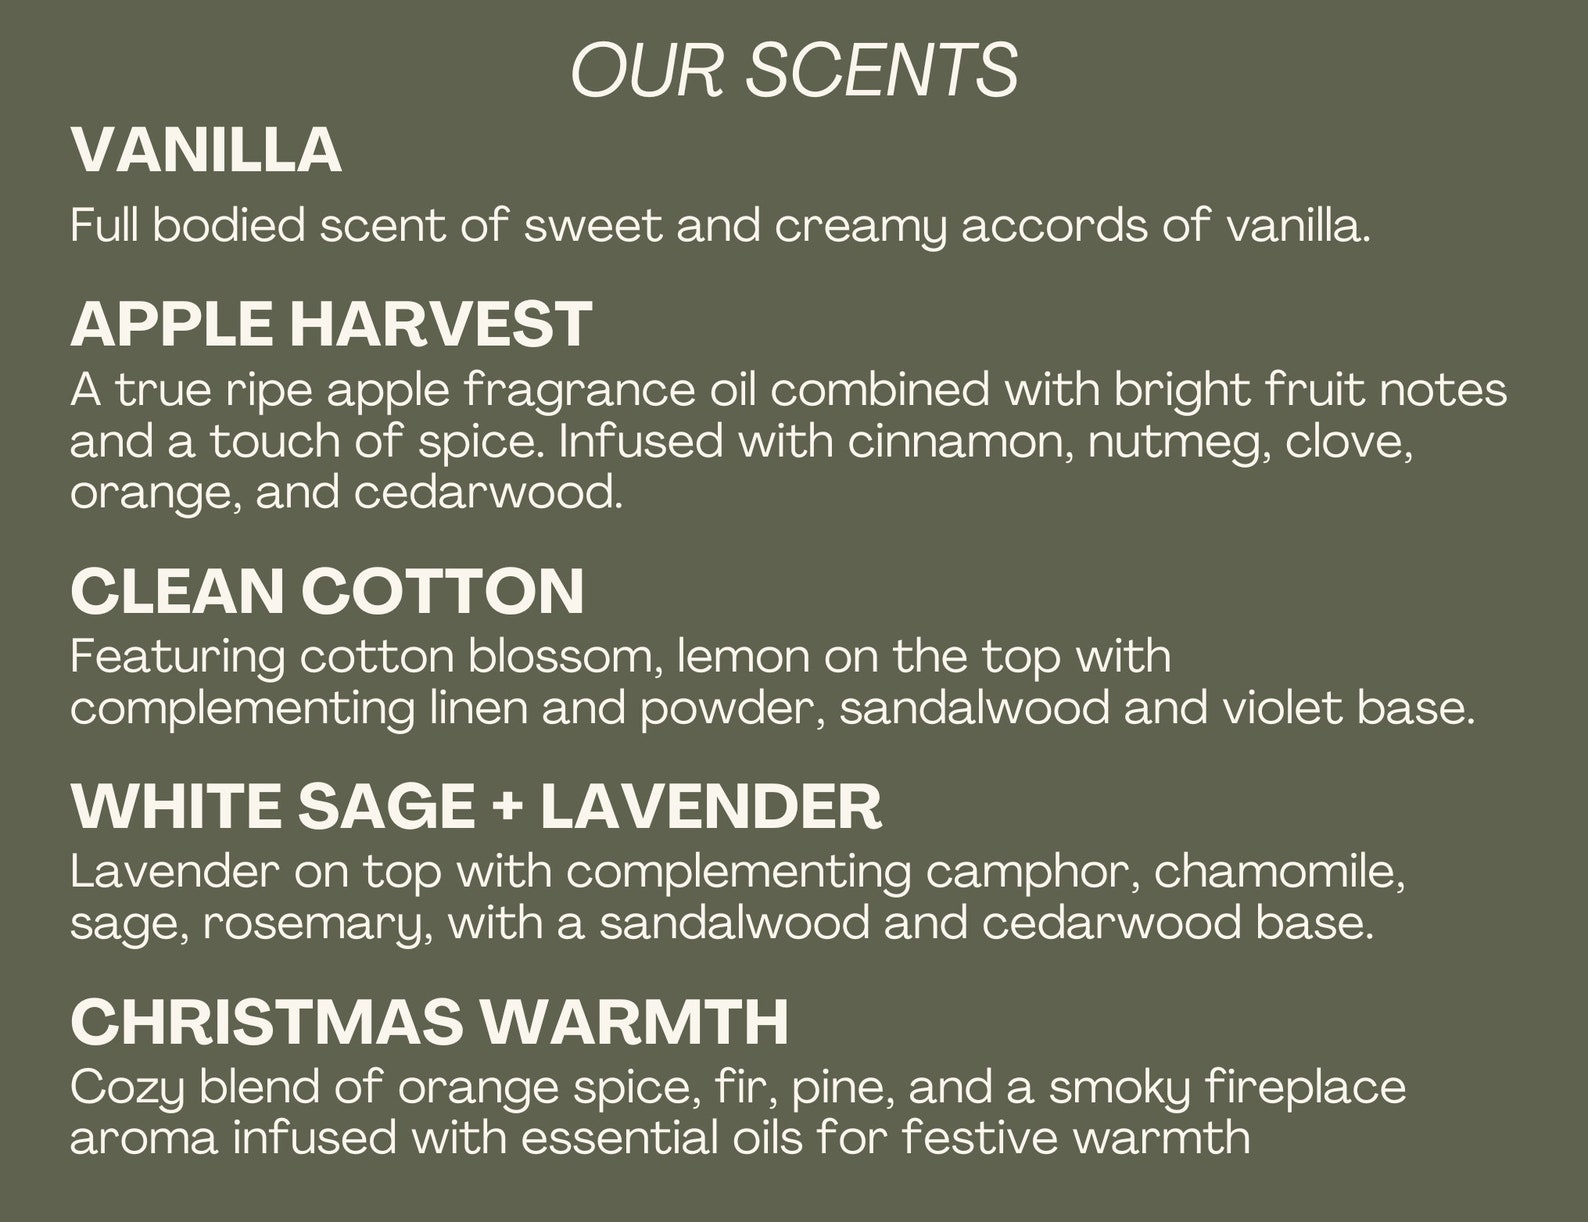 OUR SCENTS
VANILLA
Full bodied scent of sweet and creamy accords of vanilla.
APPLE HARVEST
A true ripe apple fragrance oil combined with bright fruit notes
and a touch of spice. Infused with cinnamon, nutmeg, clove,
orange, and cedarwood.
CLEAN COTTON
Featuring cotton blossom, lemon on the top with
complementing linen and powder, sandalwood and violet base.
WHITE SAGE + LAVENDER
Lavender on top with complementing camphor, chamomile,
sage, rosemary, with a sandalwood and cedarwood base.
CHRISTMAS WARMTH
Cozy blend of orange spice, fir, pine, and a smoky fireplace
aroma infused with essential oils for festive warmth